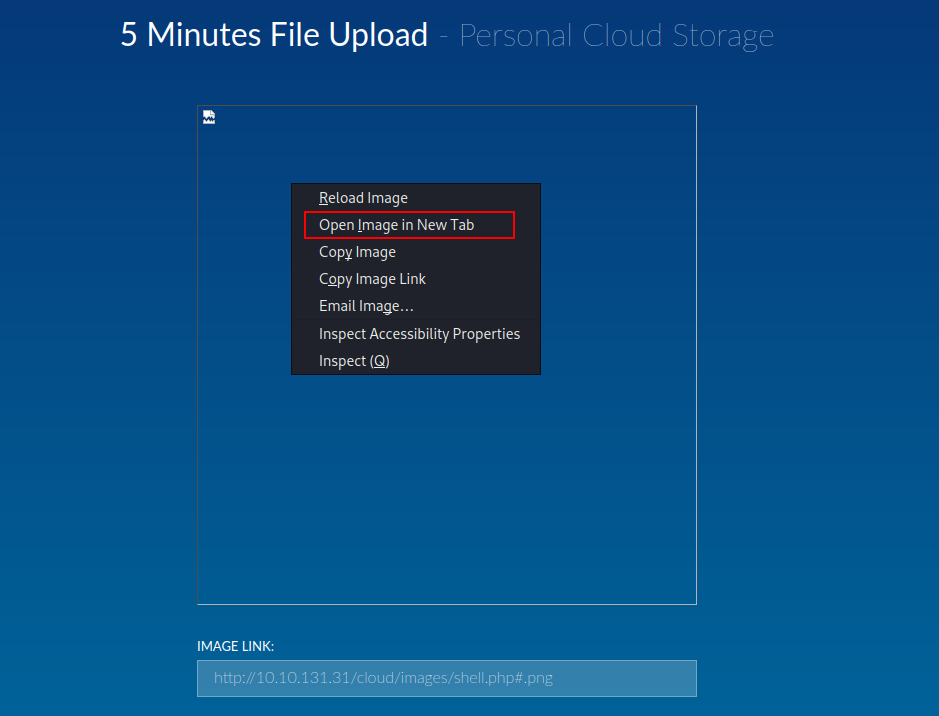 5 Minutes File Upload - Personal Cloud Storage
Reload Image
Open Image in New Tab
Copy Image
Copy Image Link
Email Image...
Inspect Accessibility Properties
Inspect (Q)
IMAGE LINK:
http://10.10.131.31/cloud/images/shell.php#.png